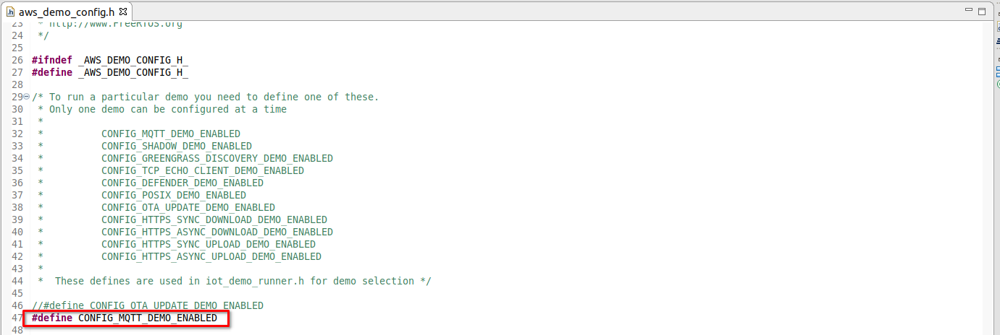 aws_demo_config.h
23 * http://www.FreeRTOS.org
24 */
25
26 #ifndef _AWS_DEMO_CONFIG_H_
27 #define _AWS_DEMO_CONFIG_H_
28
29 /* To run a particular demo you need to define one of these.
30 * Only one demo can be configured at a time
31 *
32 * CONFIG_MQTT_DEMO_ENABLED
33 * CONFIG_SHADOW_DEMO_ENABLED
34 * CONFIG_GREENGRASS_DISCOVERY_DEMO_ENABLED
35 * CONFIG_TCP_ECHO_CLIENT_DEMO_ENABLED
36 * CONFIG_DEFENDER_DEMO_ENABLED
37 * CONFIG_POSIX_DEMO_ENABLED
38 * CONFIG_OTA_UPDATE_DEMO_ENABLED
39 * CONFIG_HTTPS_SYNC_DOWNLOAD_DEMO_ENABLED
40 * CONFIG_HTTPS_ASYNC_DOWNLOAD_DEMO_ENABLED
41 * CONFIG_HTTPS_SYNC_UPLOAD_DEMO_ENABLED
42 * CONFIG_HTTPS_ASYNC_UPLOAD_DEMO_ENABLED
43 *
44 * These defines are used in iot_demo_runner.h for demo selection */
45
46 //#define CONFIG_OTA_UPDATE_DEMO_ENABLED
47 #define CONFIG_MQTT_DEMO_ENABLED
48